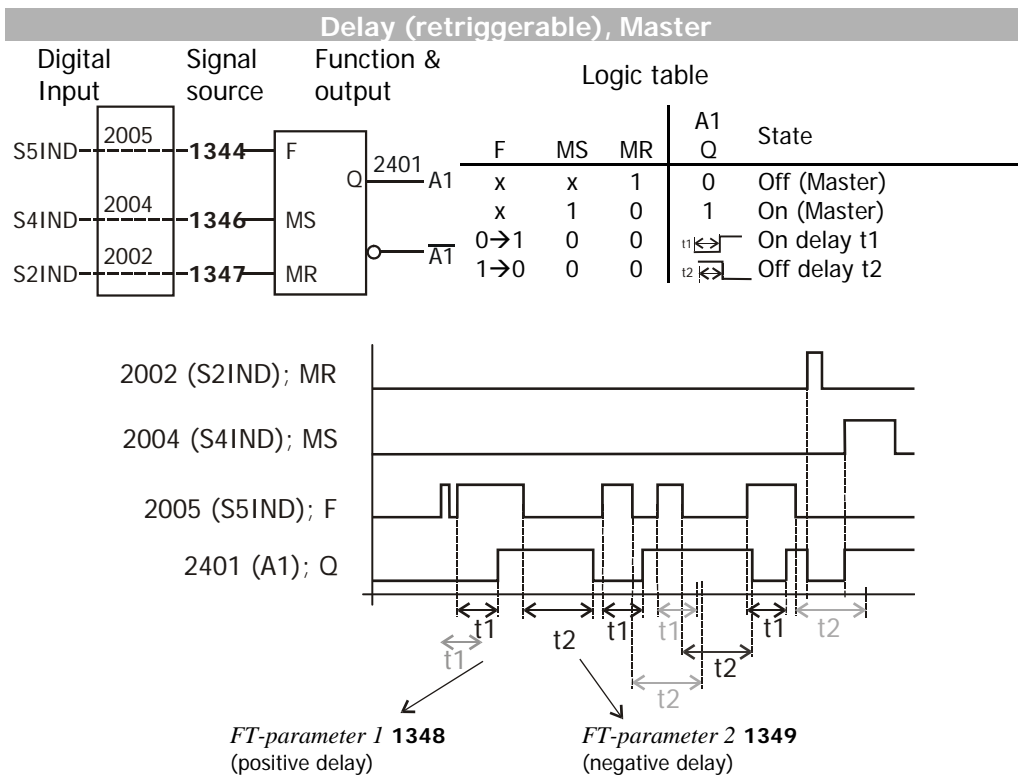 Delay (retriggerable), Master
Digital Input
Signal source
Function & output
Logic table
S5IND 2005 1344 F
S4IND 2004 1346 MS
S2IND 2002 1347 MR
Q 2401 A1
A1
F MS MR A1 Q State
x x 1 0 Off (Master)
x 1 0 1 On (Master)
0→1 0 0 t1 On delay t1
1→0 0 0 t2 Off delay t2
2002 (S2IND); MR
2004 (S4IND); MS
2005 (S5IND); F
2401 (A1); Q
t1 t1 t1 t1 t2
t1 t2 t2
t2
FT-parameter 1 1348
(positive delay)
FT-parameter 2 1349
(negative delay)